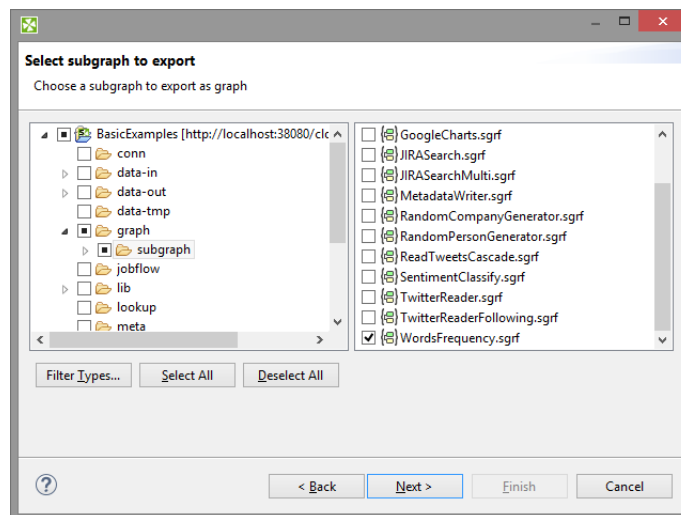 Select subgraph to export
Choose a subgraph to export as graph
BasicExamples [http://localhost:38080/clc
conn
data-in
data-out
data-tmp
graph
subgraph
jobflow
lib
lookup
meta
GoogleCharts.sgrf
JIRASearch.sgrf
JIRASearchMulti.sgrf
MetadataWriter.sgrf
RandomCompanyGenerator.sgrf
RandomPersonGenerator.sgrf
ReadTweetsCascade.sgrf
SentimentClassify.sgrf
TwitterReader.sgrf
TwitterReaderFollowing.sgrf
WordsFrequency.sgrf
Filter Types... Select All Deselect All
? < Back Next > Finish Cancel